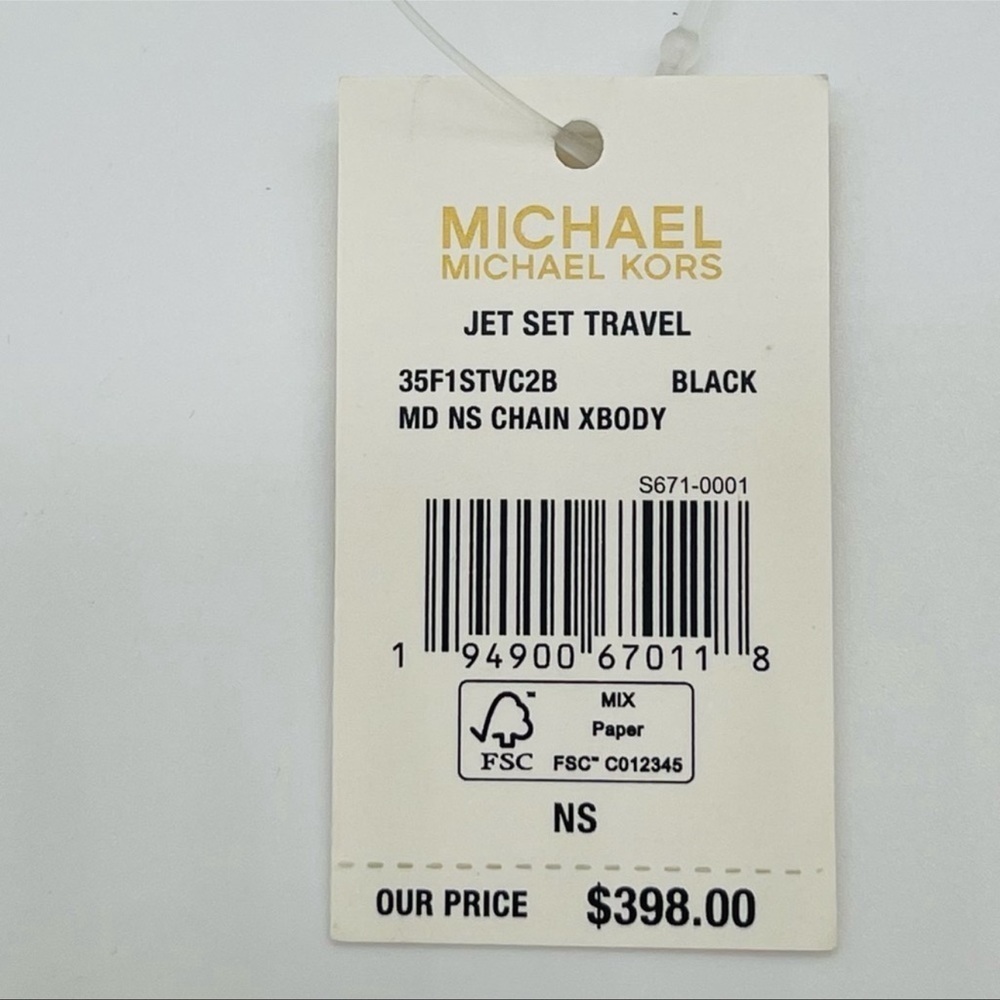 MICHAEL
MICHAEL KORS
JET SET TRAVEL
35F1STVC2B BLACK
MD NS CHAIN XBODY
S671-0001
1 94900 67011 8
FSC
MIX
Paper
FSC™ C012345
NS
OUR PRICE $398.00